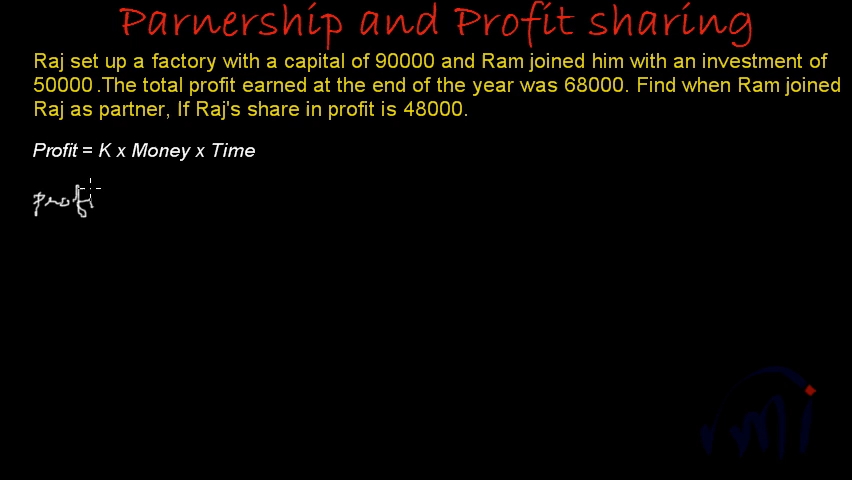 Parnership and Profit sharing
Raj set up a factory with a capital of 90000 and Ram joined him with an investment of
50000 .The total profit earned at the end of the year was 68000. Find when Ram joined
Raj as partner, If Raj's share in profit is 48000.
Profit = K x Money x Time
profi
rmi